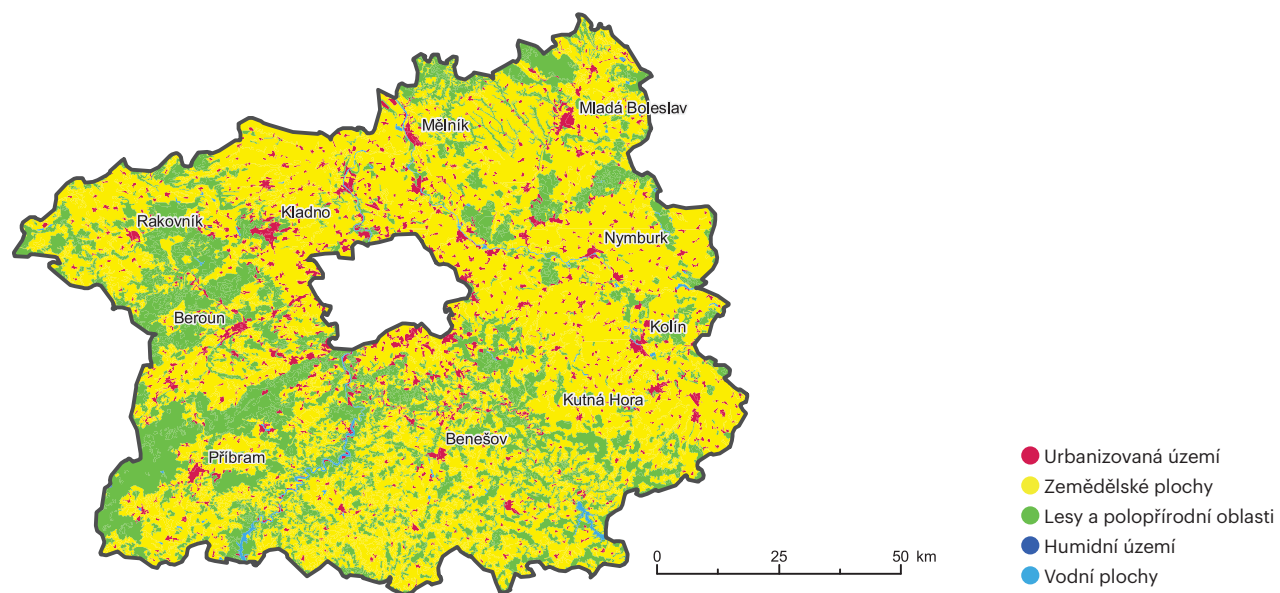 Mladá Boleslav
Mělník
Rakovník
Kladno
Nymburk
Beroun
Kolín
Kutná Hora
Benešov
Příbram
Urbanizovaná území
Zemědělské plochy
Lesy a polopřírodní oblasti
Humidní území
Vodní plochy
0 25 50 km